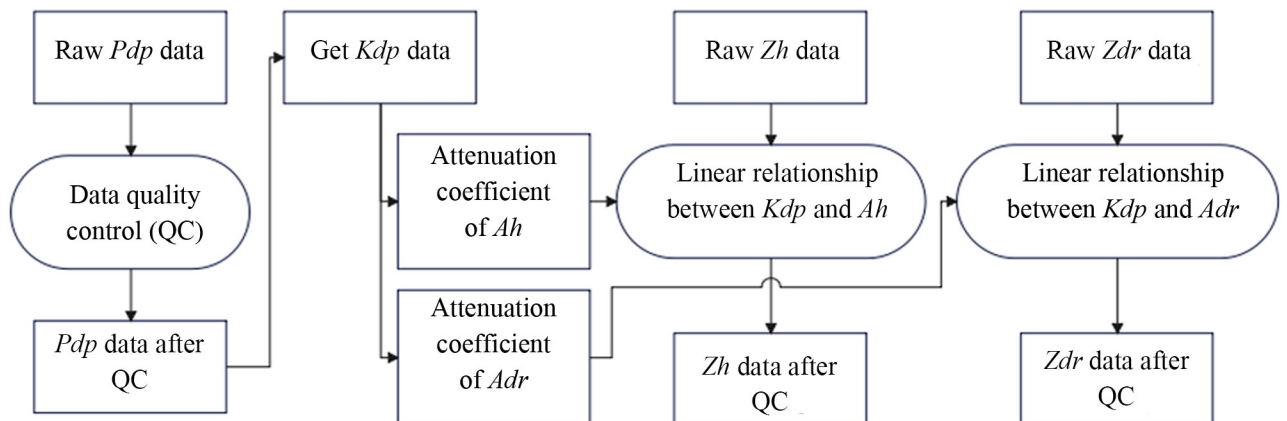 Raw Pdp data
Data quality
control (QC)
Pdp data after
QC
Get Kdp data
Attenuation
coefficient
of Ah
Attenuation
coefficient
of Adr
Raw Zh data
Linear relationship
between Kdp and Ah
Zh data after
QC
Raw Zdr data
Linear relationship
between Kdp and Adr
Zdr data after
QC